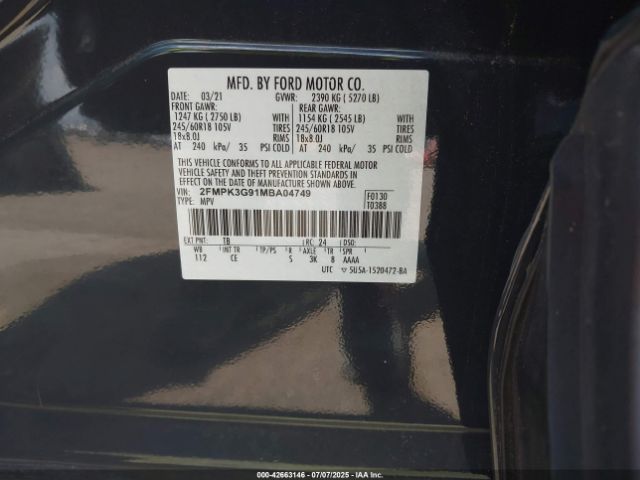 MFD. BY FORD MOTOR CO.
DATE: 03/21 GVWR: 2390 KG ( 5270 LB)
FRONT GAWR: REAR GAWR:
1247 KG ( 2750 LB) WITH 1154 KG ( 2545 LB) WITH
245/60R18 105V TIRES 245/60R18 105V TIRES
18x8.0J RIMS 18x8.0J RIMS
AT 240 kPa/ 35 PSI COLD AT 240 kPa/ 35 PSI COLD
THIS VEHICLE CONFORMS TO ALL APPLICABLE FEDERAL MOTOR
VEHICLE SAFETY AND THEFT PREVENTION STANDARDS IN
EFFECT ON THE DATE OF MANUFACTURE SHOWN ABOVE.
VIN: 2FMPK3G91MBA04749 F0130
TYPE: MPV T0388
EXT PNT: TB RC: 24 DSO:
WB INT TR TP/PS R AXLE TR SPR
112 CE S 3K 8 AAAA
UTC 5U5A-1520472-BA
000-42663146 - 07/07/2025 - IAAI.COM